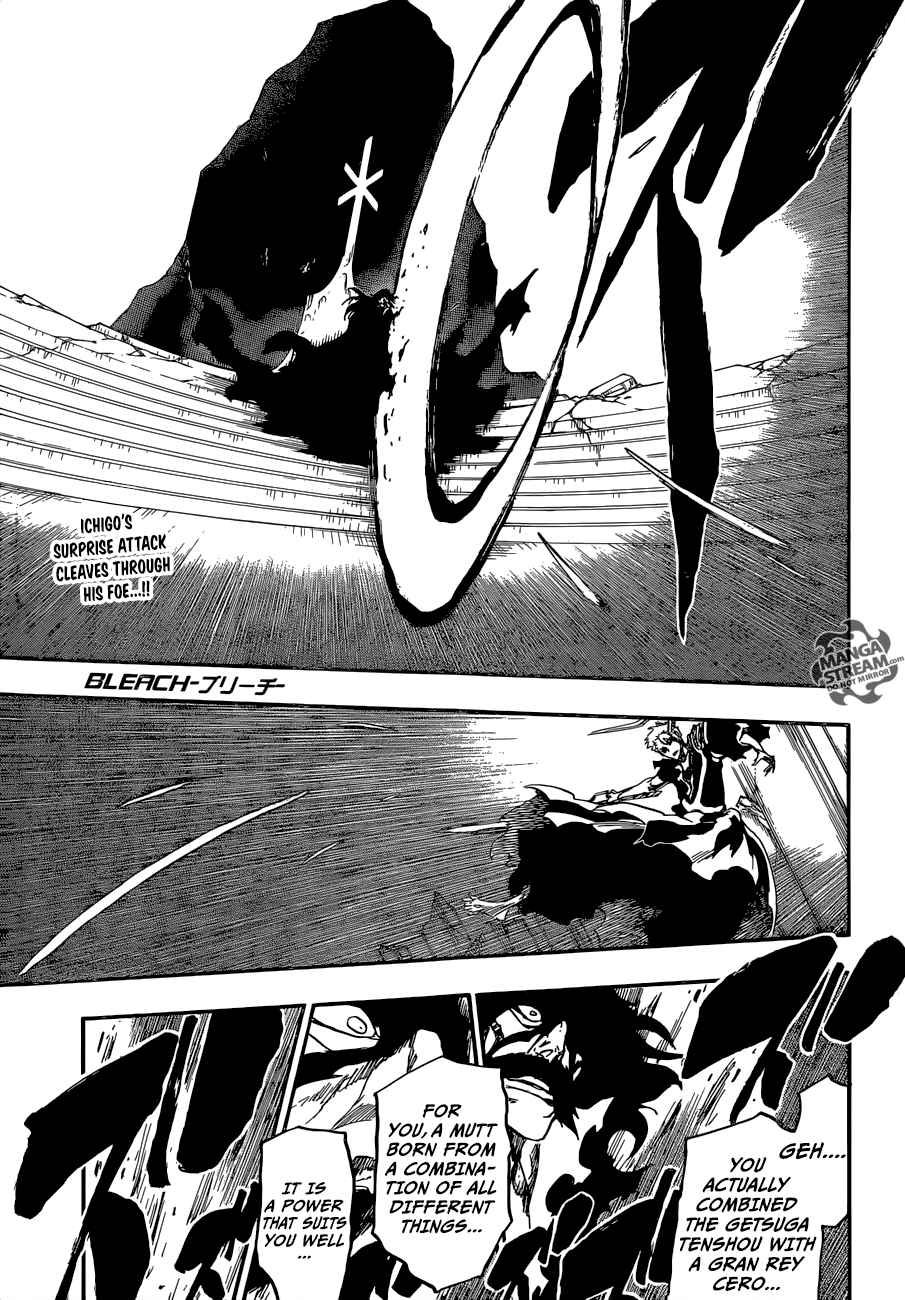 ICHIGO'S
SURPRISE ATTACK
CLEAVES THROUGH
HIS FOE...!!
MANGA
STREAM.com
DO NOT MIRROR
BLEACH-ブリーチ-
GEH....
YOU
ACTUALLY
COMBINED
THE GETSUGA
TENSHOU WITH
A GRAN REY
CERO...
FOR
YOU, A MUTT
BORN FROM
A COMBINA-
TION OF ALL
DIFFERENT
THINGS...
IT IS
A POWER
THAT SUITS
YOU WELL
...